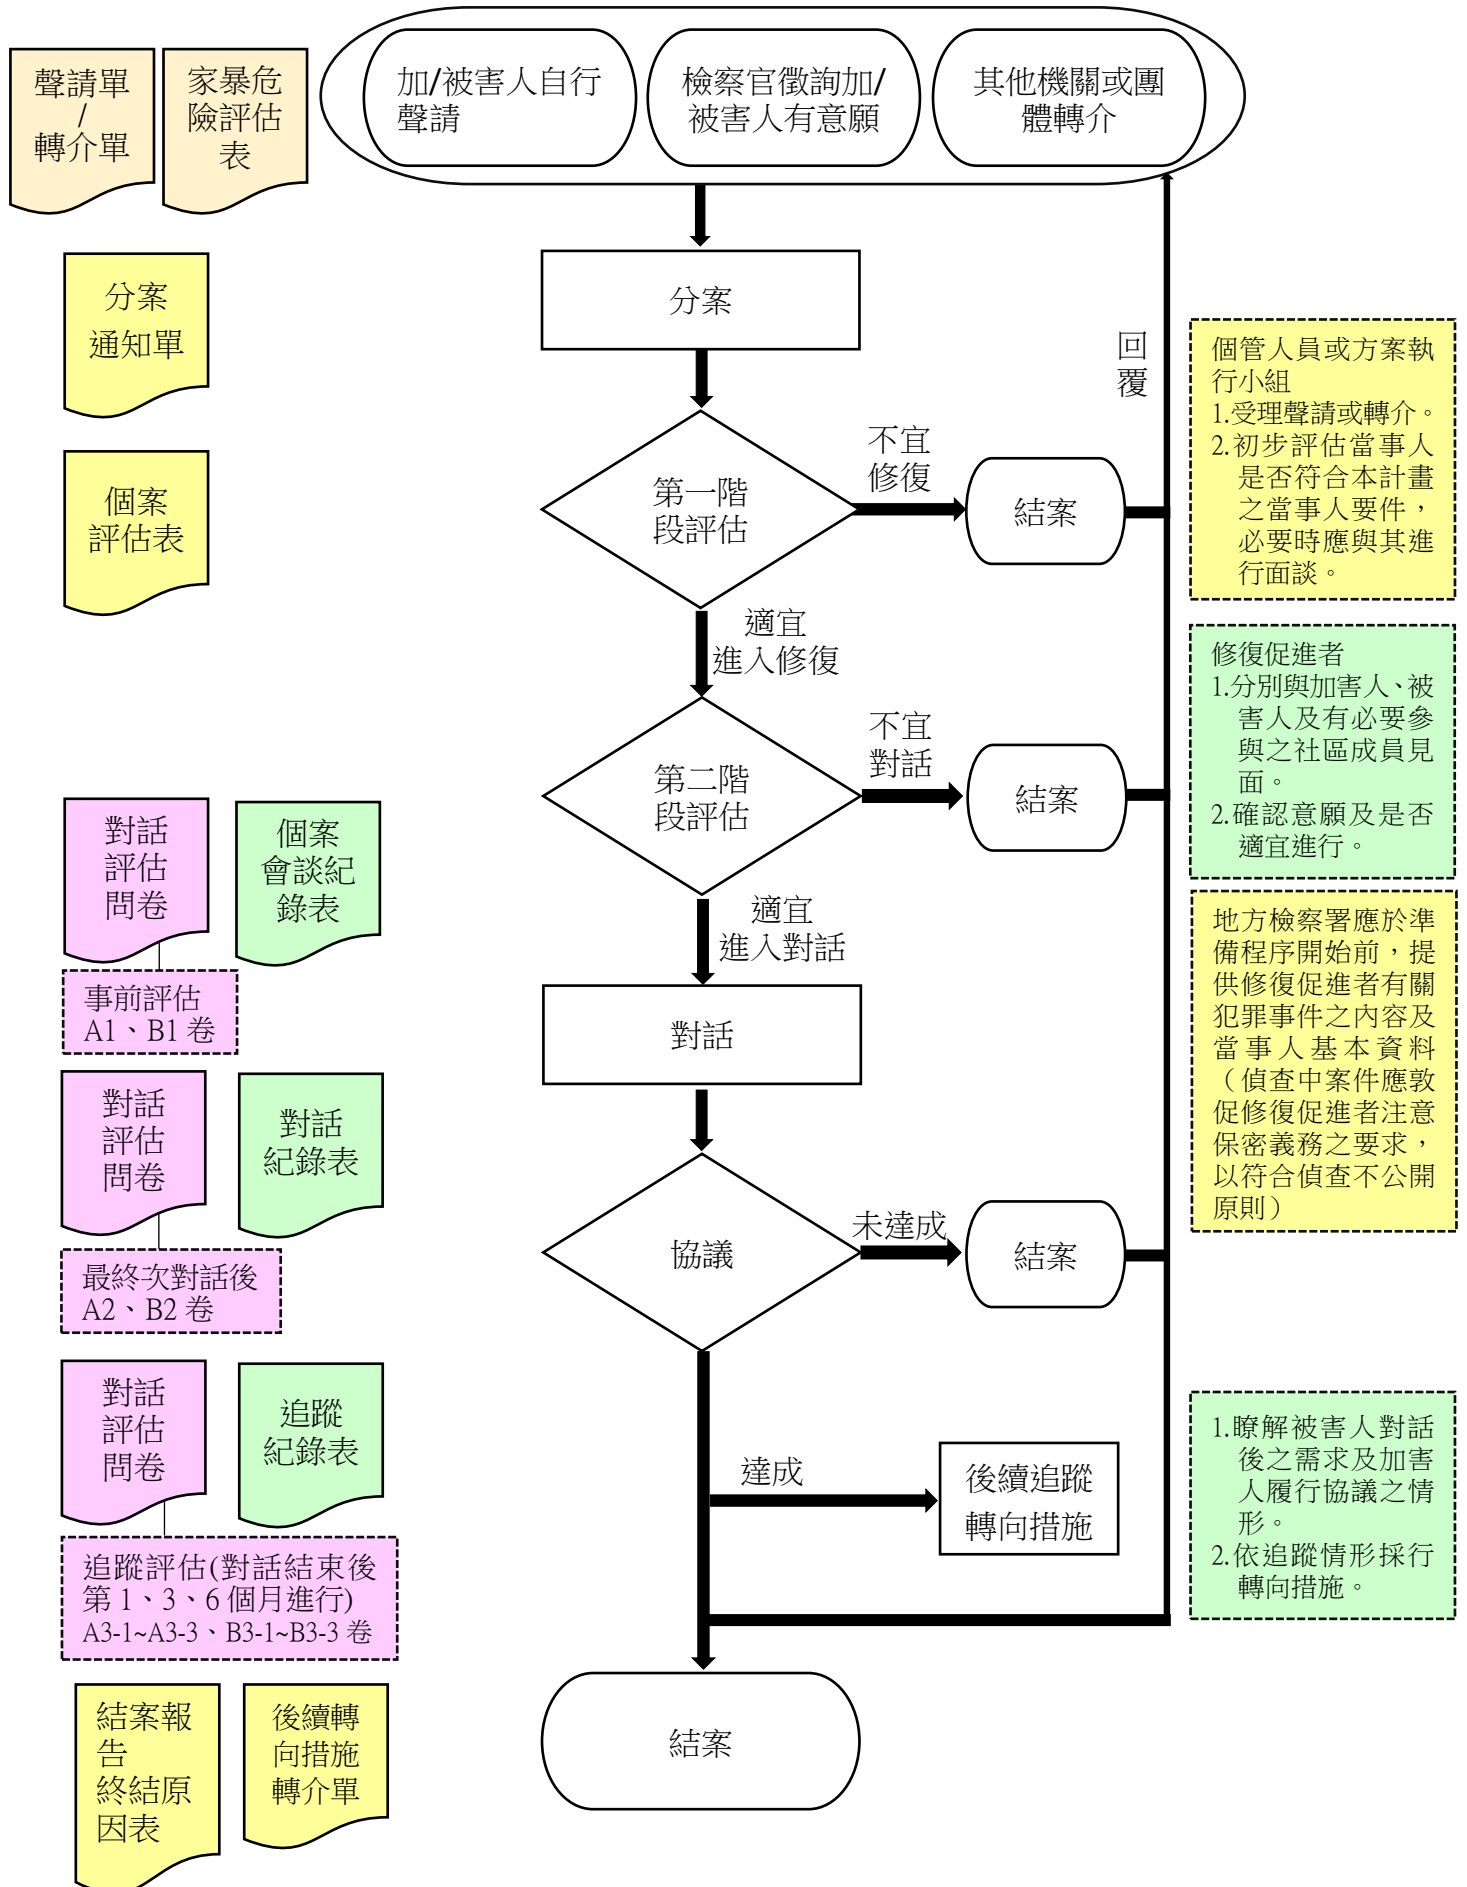 聲請單
/
轉介單
家暴危
險評估
表
加/被害人自行
聲請
檢察官徵詢加/
被害人有意願
其他機關或團
體轉介
分案
通知單
分案
回
覆
個管人員或方案執
行小組
1.受理聲請或轉介。
2.初步評估當事人
是否符合本計畫
之當事人要件，
必要時應與其進
行面談。
個案
評估表
第一階
段評估
不宜
修復
結案
適宜
進入修復
修復促進者
1.分別與加害人、被
害人及有必要參
與之社區成員見
面。
2.確認意願及是否
適宜進行。
第二階
段評估
不宜
對話
結案
對話
評估
問卷
個案
會談紀
錄表
事前評估
A1、B1 卷
適宜
進入對話
地方檢察署應於準
備程序開始前，提
供修復促進者有關
犯罪事件之內容及
當事人基本資料
（偵查中案件應敦
促修復促進者注意
保密義務之要求，
以符合偵查不公開
原則）
對話
對話
評估
問卷
對話
紀錄表
最終次對話後
A2、B2 卷
協議
未達成
結案
對話
評估
問卷
追蹤
紀錄表
追蹤評估(對話結束後
第 1、3、6 個月進行)
A3-1~A3-3、B3-1~B3-3 卷
達成
後續追蹤
轉向措施
1.瞭解被害人對話
後之需求及加害
人履行協議之情
形。
2.依追蹤情形採行
轉向措施。
結案報
告
終結原
因表
後續轉
向措施
轉介單
結案